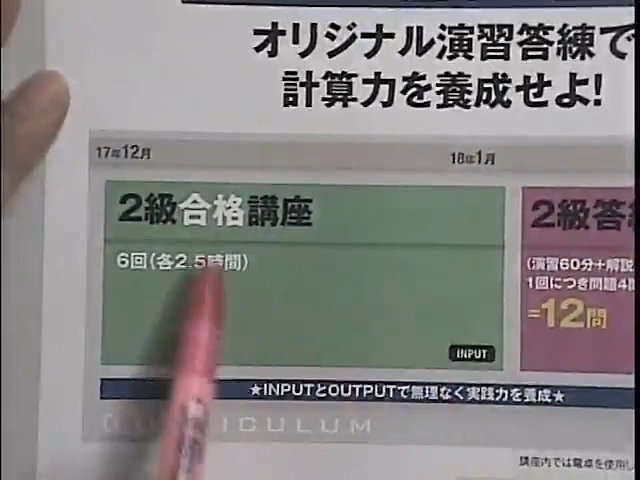 オリジナル演習答練で
計算力を養成せよ!
17年12月
18年1月
2級合格講座
6回(各2.5時間)
INPUT
2級答
(演習60分+解説
1回につき問題4
=12問
★INPUTとOUTPUTで無理なく実践力を養成★
ICULUM
講座内では電卓を使用し